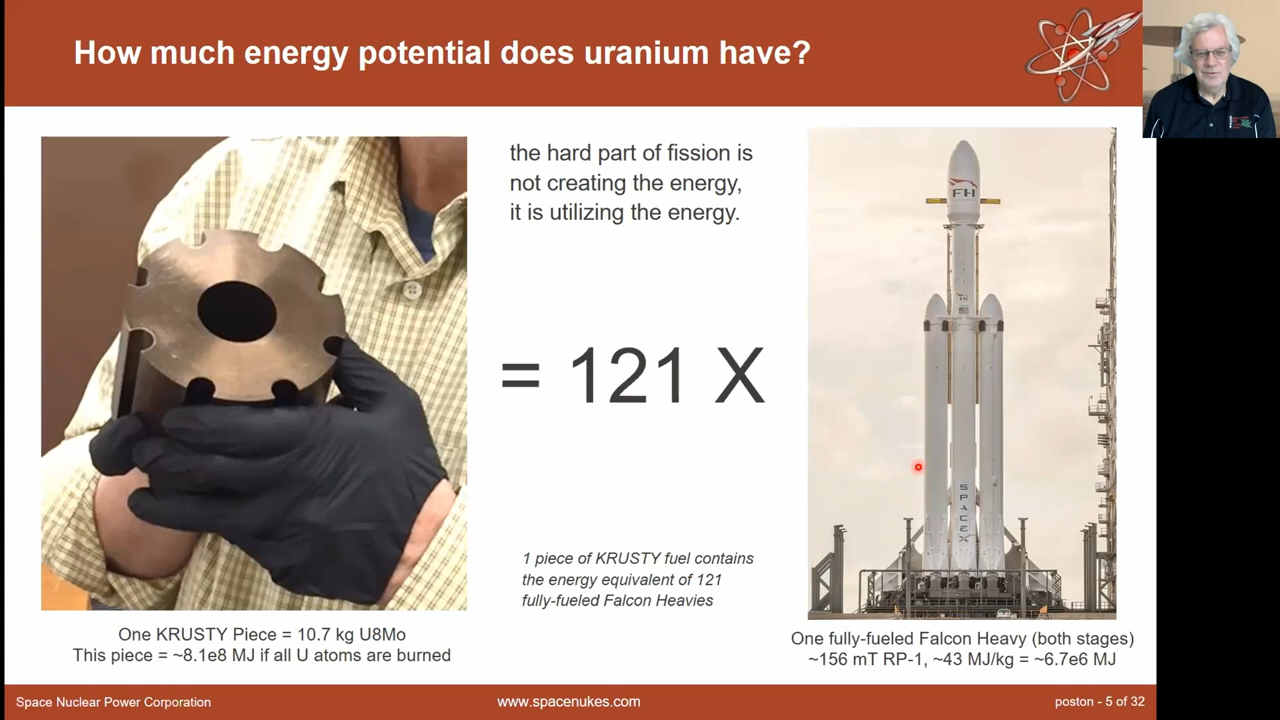 How much energy potential does uranium have?
the hard part of fission is
not creating the energy,
it is utilizing the energy.
= 121 X
1 piece of KRUSTY fuel contains
the energy equivalent of 121
fully-fueled Falcon Heavies
FH
SPACEX
One KRUSTY Piece = 10.7 kg U8Mo
This piece = ~8.1e8 MJ if all U atoms are burned
One fully-fueled Falcon Heavy (both stages)
~156 mT RP-1, ~43 MJ/kg = ~6.7e6 MJ
Space Nuclear Power Corporation
www.spacenukes.com
poston - 5 of 32